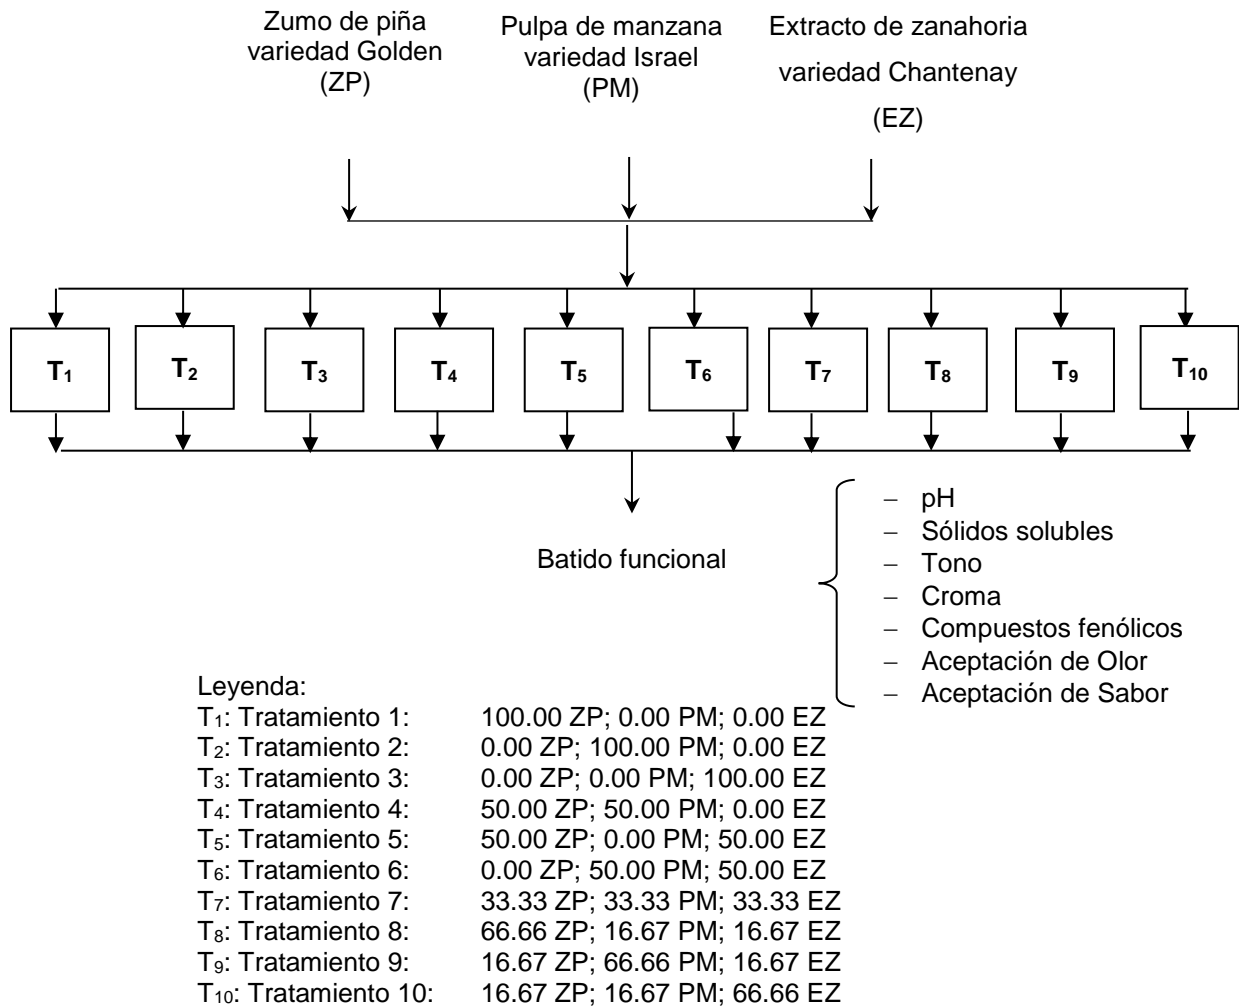 Zumo de piña
variedad Golden
(ZP)
Pulpa de manzana
variedad Israel
(PM)
Extracto de zanahoria
variedad Chantenay
(EZ)
T₁ T₂ T₃ T₄ T₅ T₆ T₇ T₈ T₉ T₁₀
Batido funcional
– pH
– Sólidos solubles
– Tono
– Croma
– Compuestos fenólicos
– Aceptación de Olor
– Aceptación de Sabor
Leyenda:
T₁: Tratamiento 1: 100.00 ZP; 0.00 PM; 0.00 EZ
T₂: Tratamiento 2: 0.00 ZP; 100.00 PM; 0.00 EZ
T₃: Tratamiento 3: 0.00 ZP; 0.00 PM; 100.00 EZ
T₄: Tratamiento 4: 50.00 ZP; 50.00 PM; 0.00 EZ
T₅: Tratamiento 5: 50.00 ZP; 0.00 PM; 50.00 EZ
T₆: Tratamiento 6: 0.00 ZP; 50.00 PM; 50.00 EZ
T₇: Tratamiento 7: 33.33 ZP; 33.33 PM; 33.33 EZ
T₈: Tratamiento 8: 66.66 ZP; 16.67 PM; 16.67 EZ
T₉: Tratamiento 9: 16.67 ZP; 66.66 PM; 16.67 EZ
T₁₀: Tratamiento 10: 16.67 ZP; 16.67 PM; 66.66 EZ